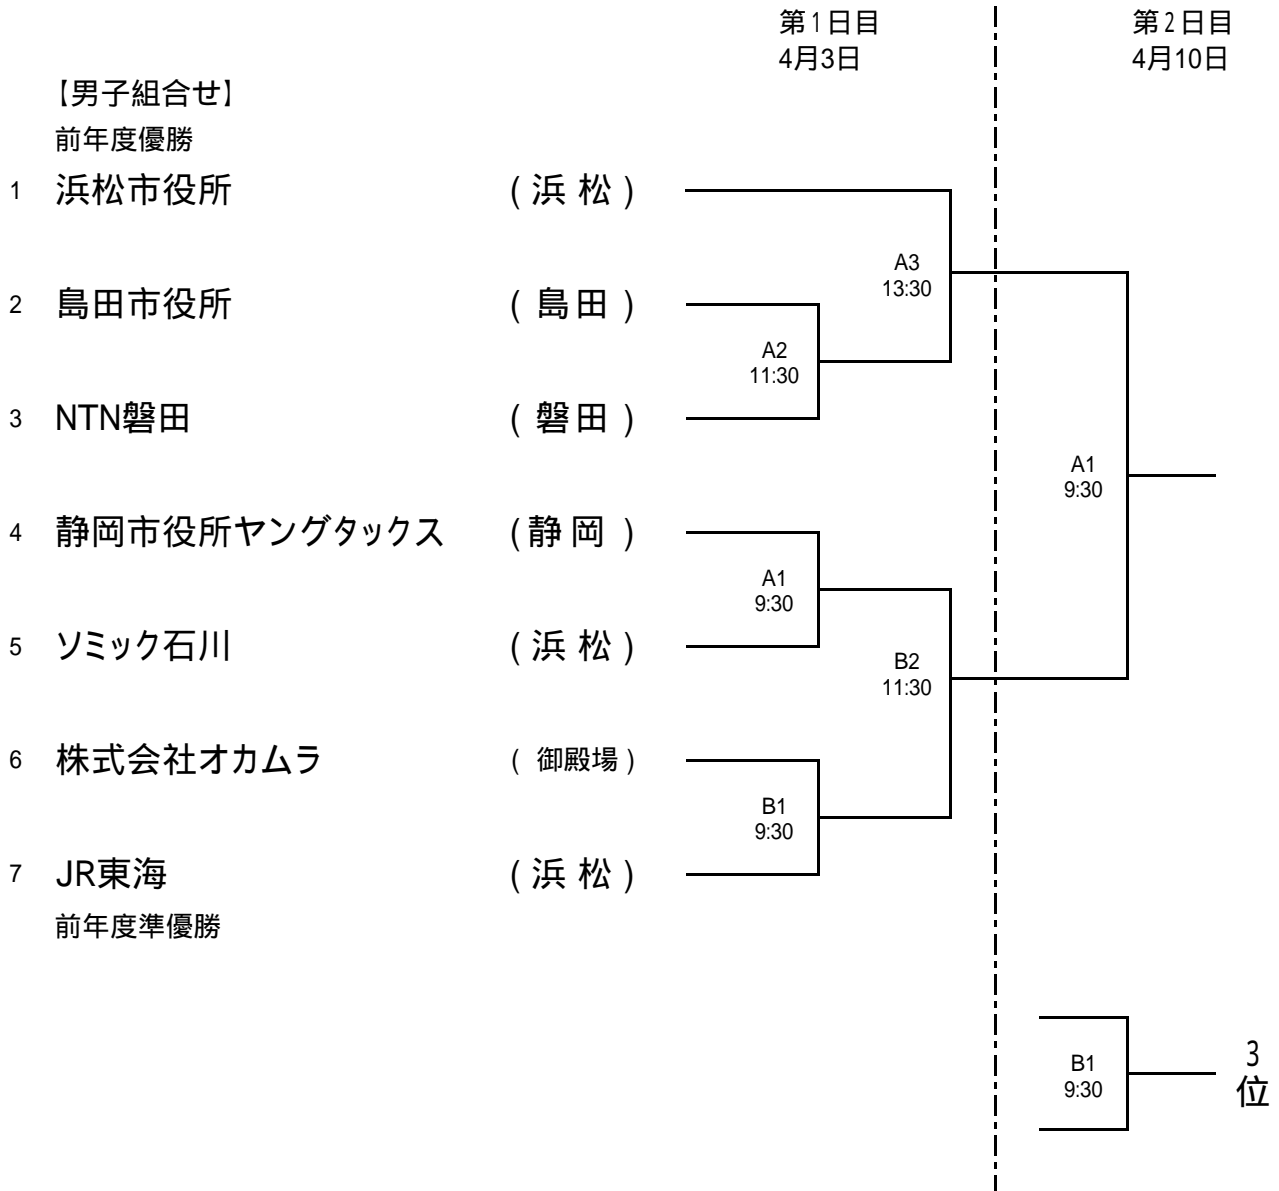 第1日目 第2日目
4月3日 4月10日
【男子組合せ】
前年度優勝
1 浜松市役所 (浜松)
A3
13:30
2 島田市役所 (島田)
A2
11:30
3 NTN磐田 (磐田)
A1
9:30
4 静岡市役所ヤングタックス (静岡)
A1
9:30
5 ソミック石川 (浜松)
B2
11:30
6 株式会社オカムラ (御殿場)
B1
9:30
7 JR東海 (浜松)
前年度準優勝
B1
9:30
3位